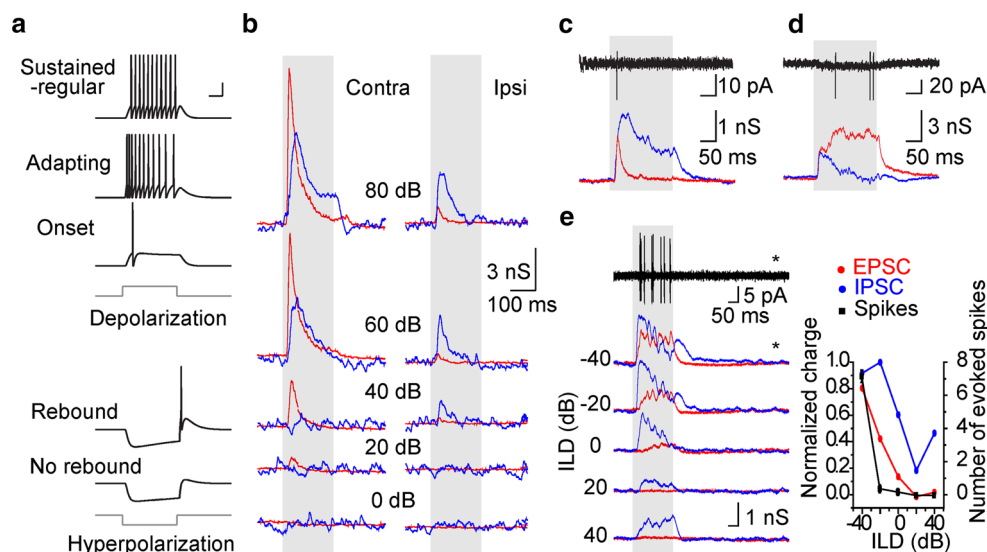 a
Sustained
-regular
Adapting
Onset
Depolarization
Rebound
No rebound
Hyperpolarization
b
Contra
Ipsi
80 dB
3 nS
100 ms
60 dB
40 dB
20 dB
0 dB
c
10 pA
1 nS
50 ms
d
20 pA
3 nS
50 ms
e
*
5 pA
50 ms
*
ILD (dB)
-40
-20
0
20
40
1 nS
EPSC
IPSC
Spikes
Normalized charge
1.0
0.8
0.6
0.4
0.2
0.0
8
6
4
2
0
Number of evoked spikes
-40
0
40
ILD (dB)